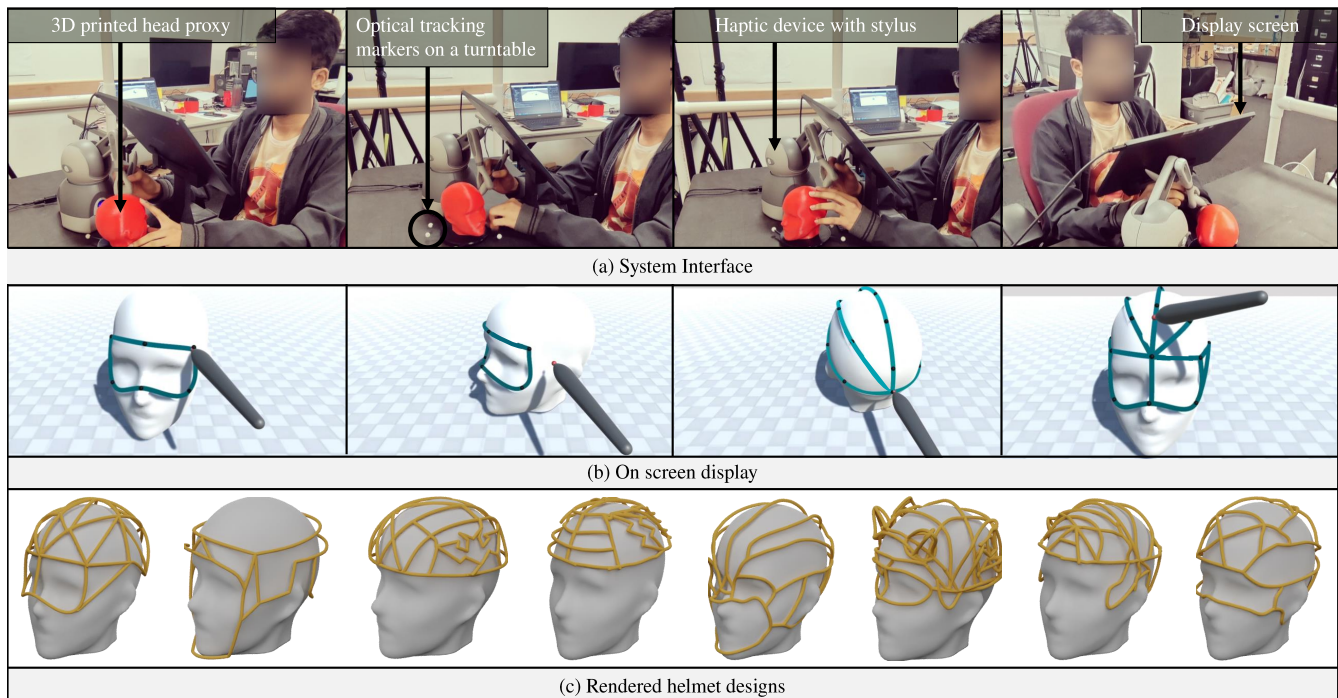 3D printed head proxy
Optical tracking
markers on a turntable
Haptic device with stylus
Display screen
(a) System Interface
(b) On screen display
(c) Rendered helmet designs